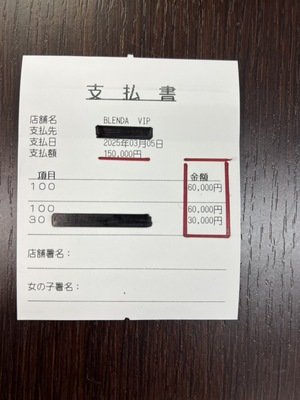 支払書
店舗名 BLENDA VIP
支払先
支払日 2025年03月05日
支払額 150,000円
項目 金額
100 60,000円
100 60,000円
30 30,000円
店舗署名:
女の子署名: